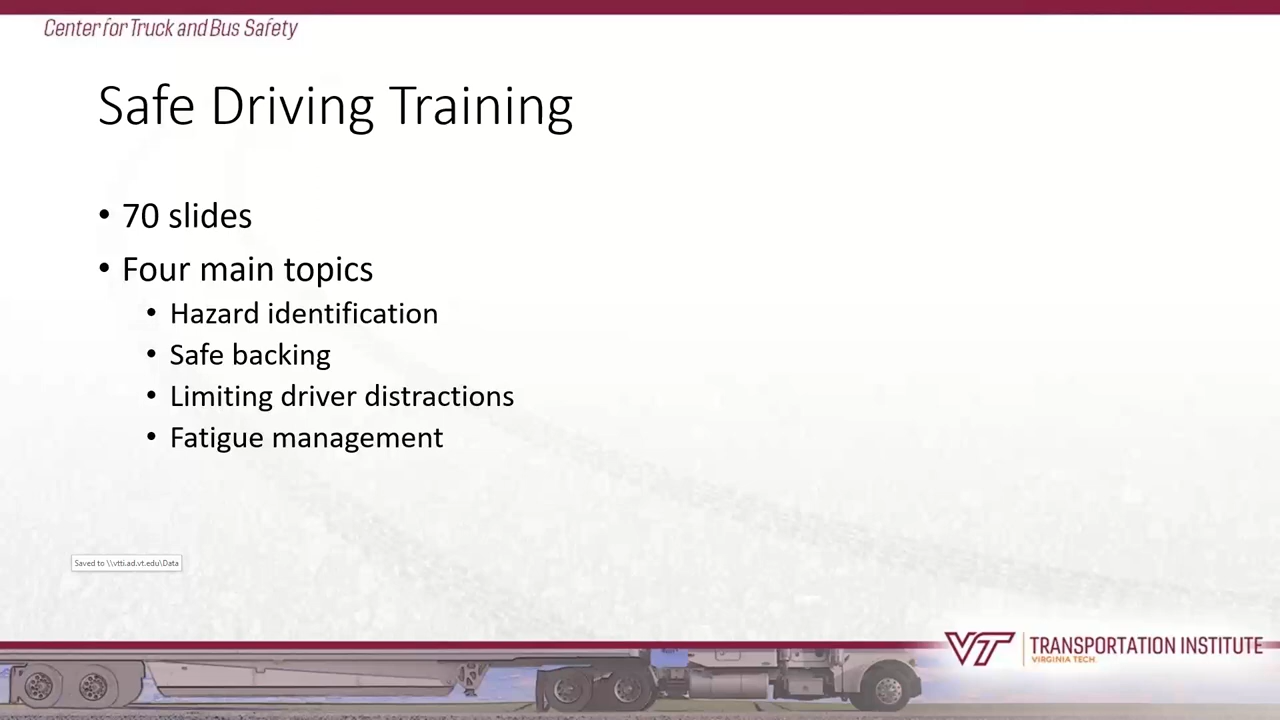 Center for Truck and Bus Safety
Safe Driving Training
• 70 slides
• Four main topics
• Hazard identification
• Safe backing
• Limiting driver distractions
• Fatigue management
Saved to \\vtti.ad.vt.edu\Data
VT TRANSPORTATION INSTITUTE
VIRGINIA TECH